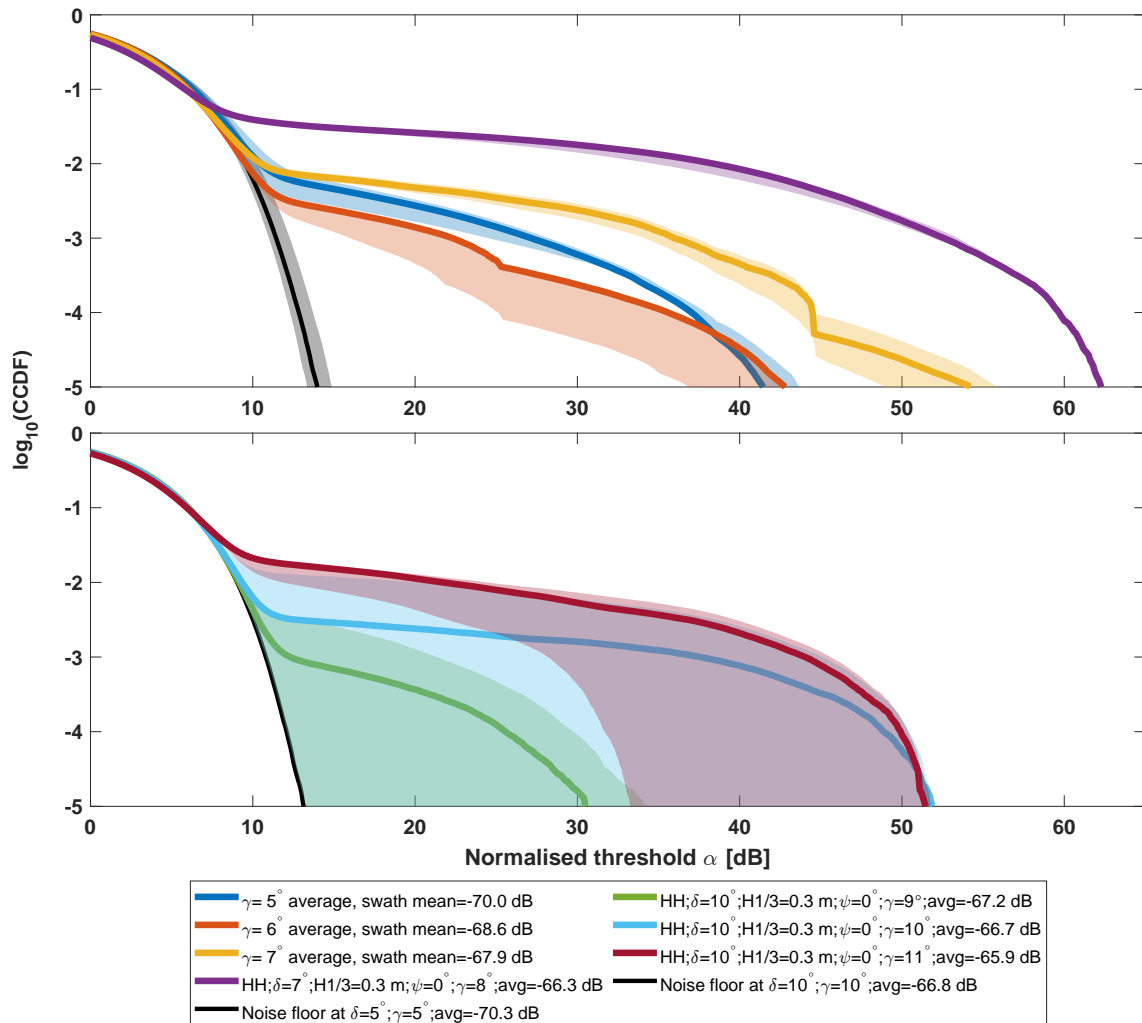 0
-1
-2
-3
-4
-5
0 10 20 30 40 50 60
log10(CCDF)
0
-1
-2
-3
-4
-5
0 10 20 30 40 50 60
Normalised threshold α [dB]
γ= 5° average, swath mean=-70.0 dB
γ= 6° average, swath mean=-68.6 dB
γ= 7° average, swath mean=-67.9 dB
HH;δ=7°;H1/3=0.3 m;ψ=0°;γ=8°;avg=-66.3 dB
Noise floor at δ=5°;γ=5°;avg=-70.3 dB
HH;δ=10°;H1/3=0.3 m;ψ=0°;γ=9°;avg=-67.2 dB
HH;δ=10°;H1/3=0.3 m;ψ=0°;γ=10°;avg=-66.7 dB
HH;δ=10°;H1/3=0.3 m;ψ=0°;γ=11°;avg=-65.9 dB
Noise floor at δ=10°;γ=10°;avg=-66.8 dB